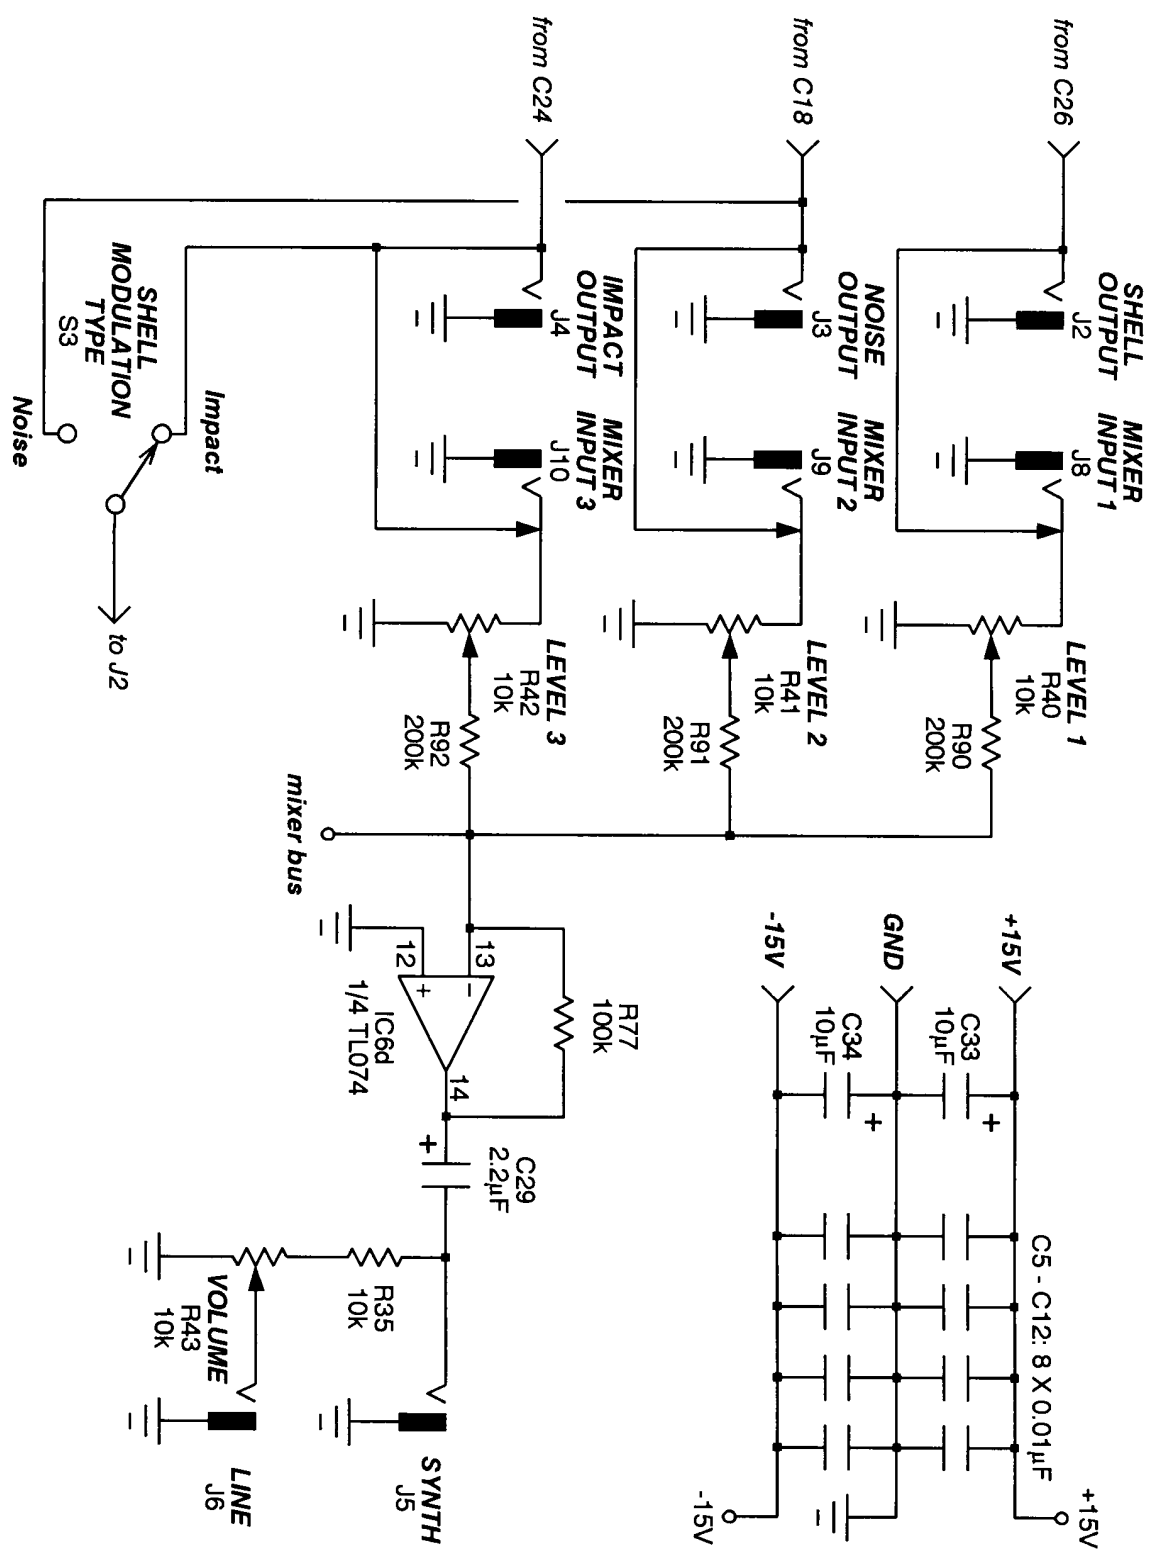 from C26
SHELL
OUTPUT
J2
MIXER
INPUT 1
J8
LEVEL 1
R40
10k
R90
200k
from C18
NOISE
OUTPUT
J3
MIXER
INPUT 2
J9
LEVEL 2
R41
10k
R91
200k
from C24
IMPACT
OUTPUT
J4
MIXER
INPUT 3
J10
LEVEL 3
R42
10k
R92
200k
SHELL
MODULATION
TYPE
S3
Impact
Noise
to J2
mixer bus
+15V
GND
-15V
C33
10µF
+
C34
10µF
+
C5 - C12: 8 X 0.01µF
+15V
-15V
R77
100k
13
12
–
+
14
IC6d
1/4 TL074
C29
2.2µF
+
R35
10k
VOLUME
R43
10k
SYNTH
J5
LINE
J6